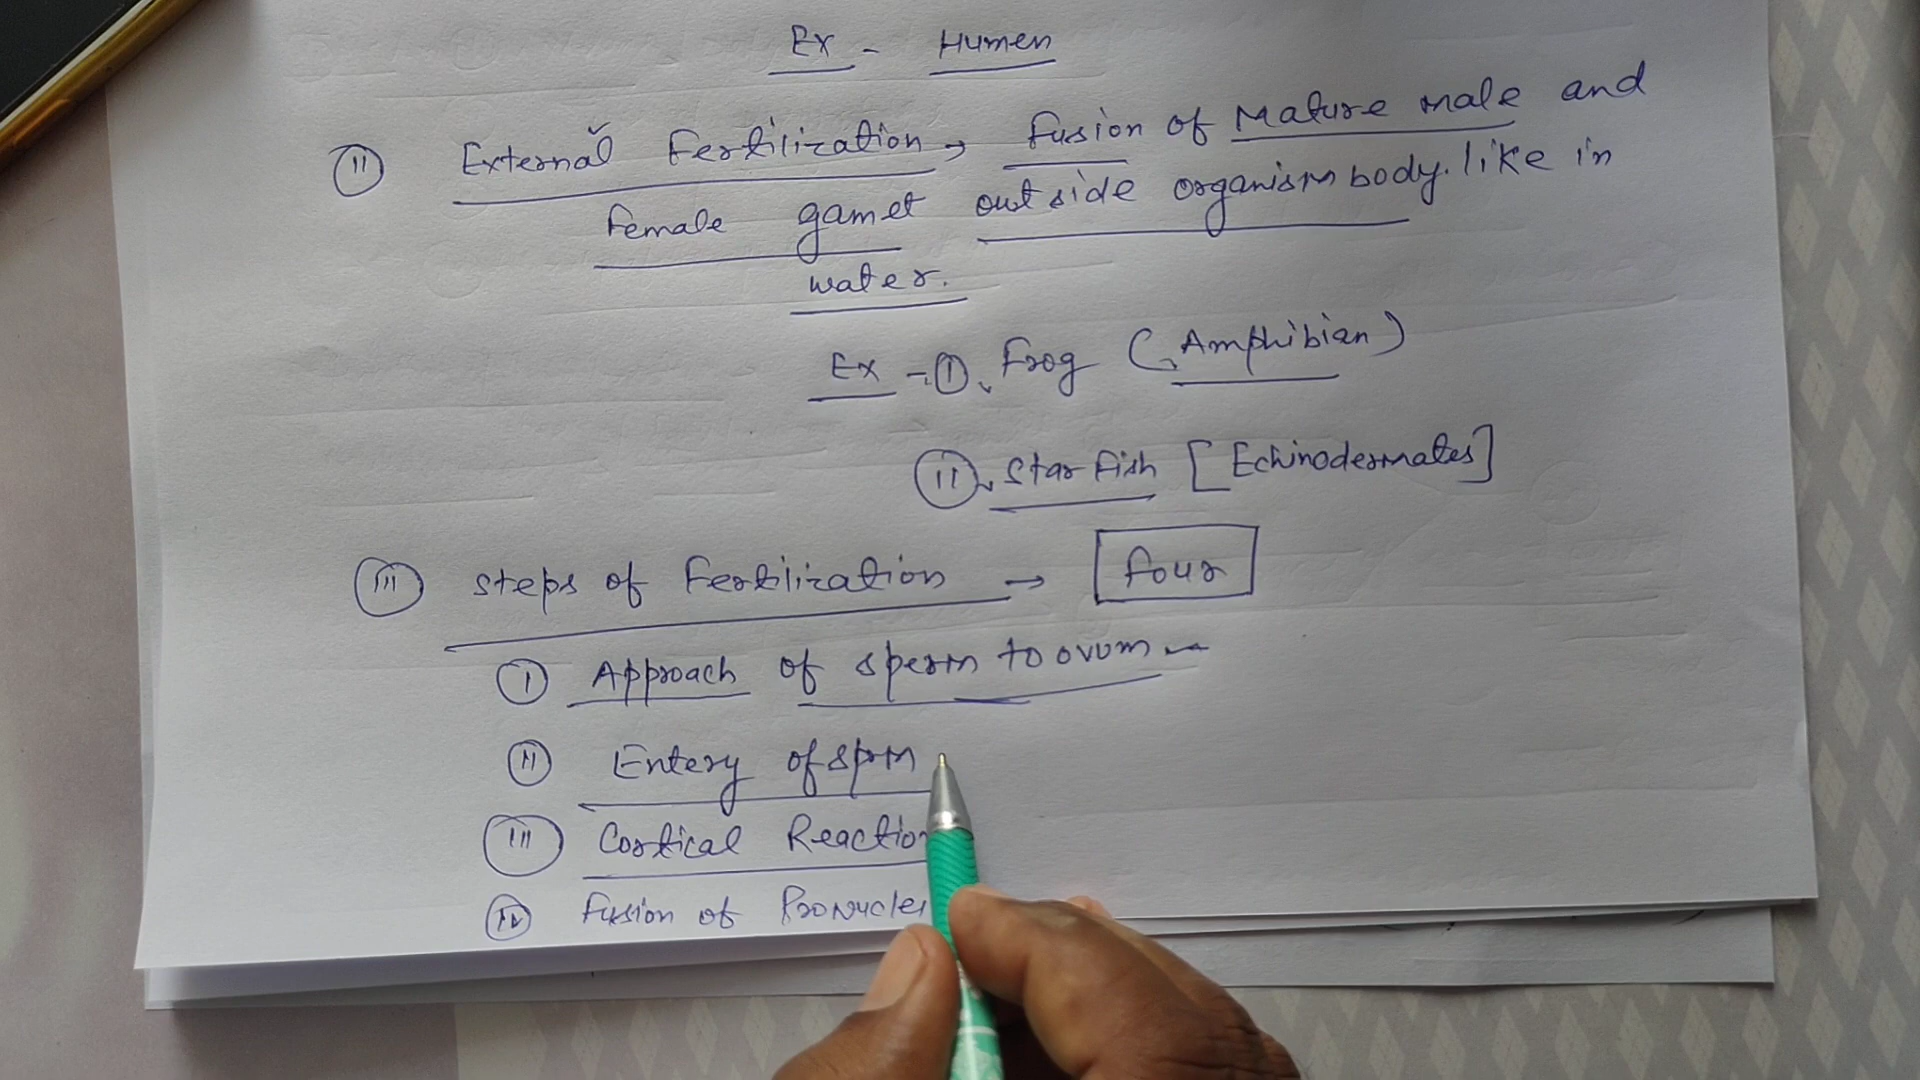 Ex - Humen
(II) External Fertilization → Fusion of Mature male and
Female gamet out side organism body. like in
water.
Ex - (I). Frog (Amphibian)
(II). Star Fish [Echinodermates]
(III) Steps of Fertilization → four
(I) Approach of sperm to ovum
(II) Entery of sprm
(III) Cortical Reaction
(IV) Fusion of Pronuclei